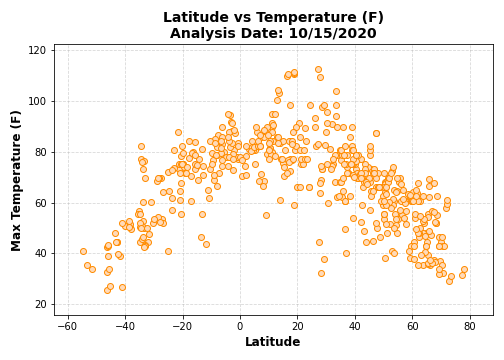 Latitude vs Temperature (F)
Analysis Date: 10/15/2020
Max Temperature (F)
120
100
80
60
40
20
−60 −40 −20 0 20 40 60 80
Latitude